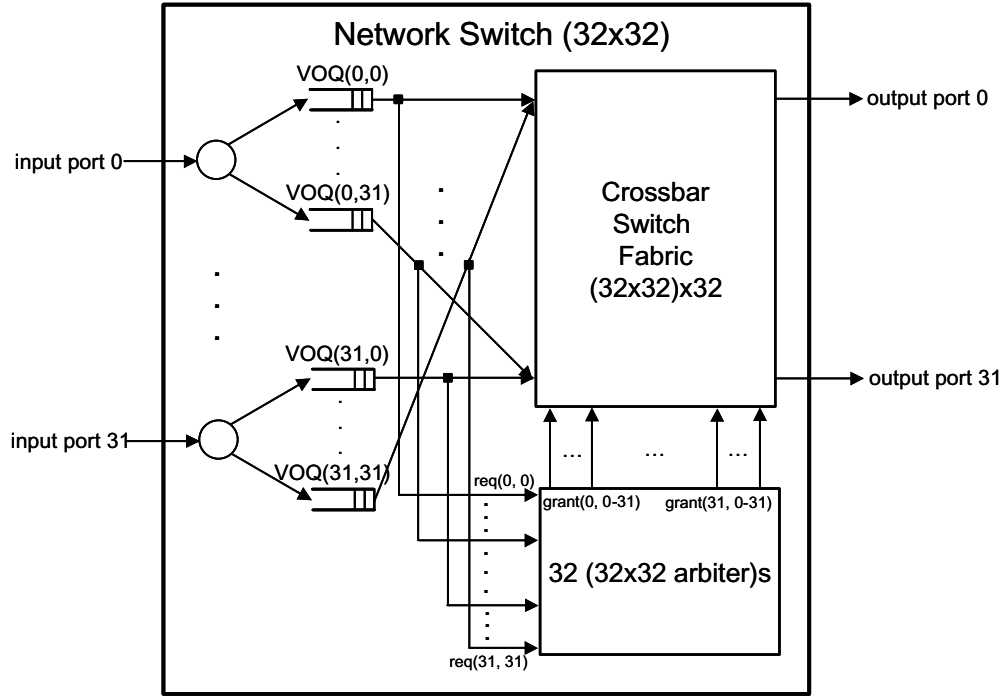 Network Switch (32x32)
VOQ(0,0)
output port 0
input port 0
VOQ(0,31)
Crossbar
Switch
Fabric
(32x32)x32
VOQ(31,0)
output port 31
input port 31
...
...
...
VOQ(31,31)
req(0, 0)
grant(0, 0-31)
grant(31, 0-31)
32 (32x32 arbiter)s
req(31, 31)